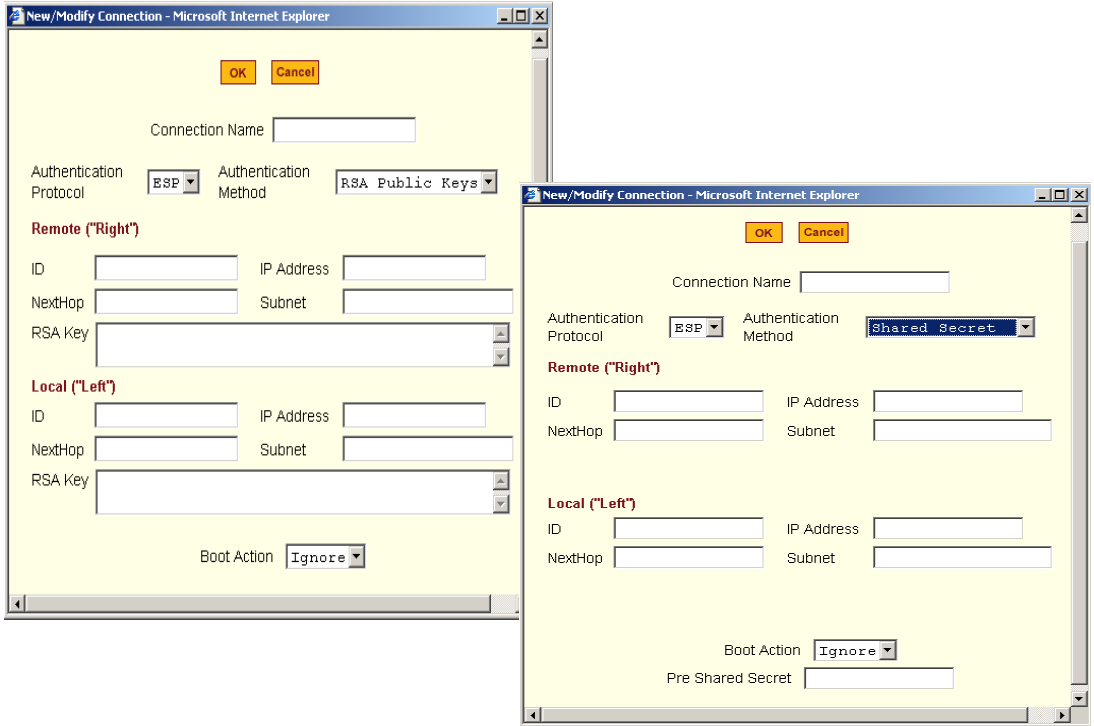 New/Modify Connection - Microsoft Internet Explorer
OK Cancel
Connection Name
Authentication Protocol ESP Authentication Method RSA Public Keys
Remote ("Right")
ID IP Address
NextHop Subnet
RSA Key
Local ("Left")
ID IP Address
NextHop Subnet
RSA Key
Boot Action Ignore
New/Modify Connection - Microsoft Internet Explorer
OK Cancel
Connection Name
Authentication Protocol ESP Authentication Method Shared Secret
Remote ("Right")
ID IP Address
NextHop Subnet
Local ("Left")
ID IP Address
NextHop Subnet
Boot Action Ignore
Pre Shared Secret